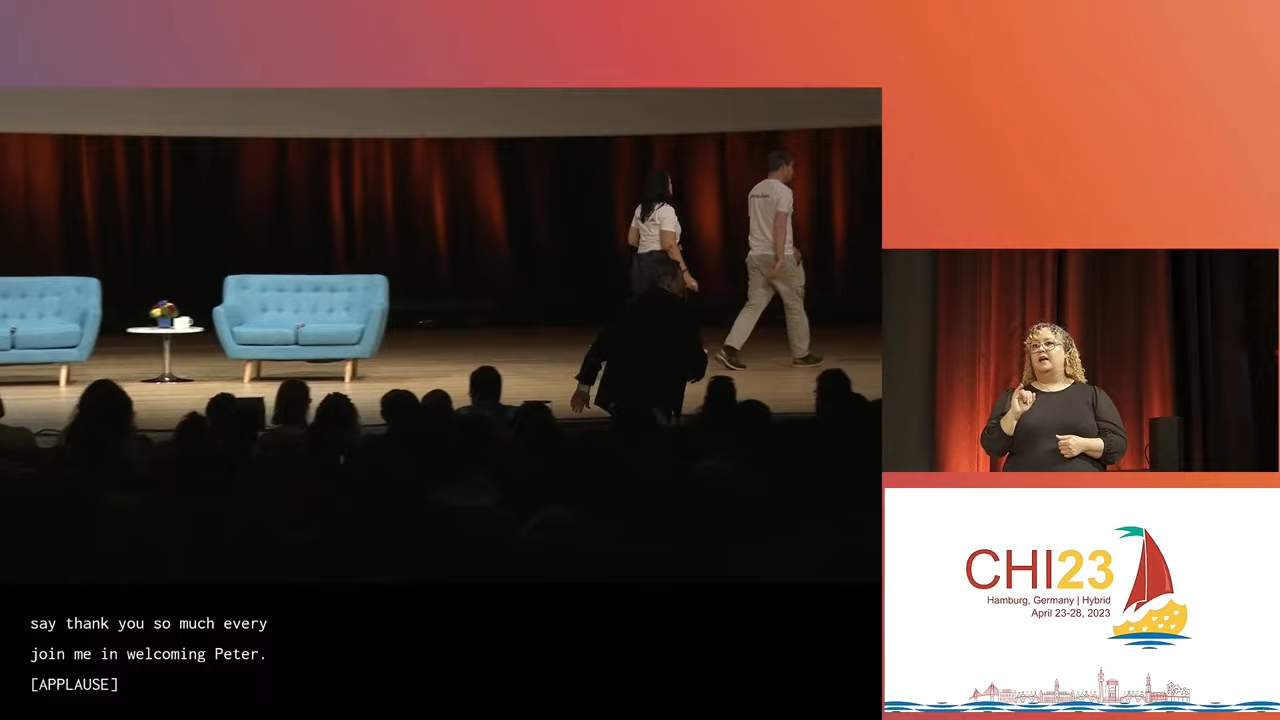 say thank you so much every
join me in welcoming Peter.
[APPLAUSE]
CHI23
Hamburg, Germany | Hybrid
April 23-28, 2023